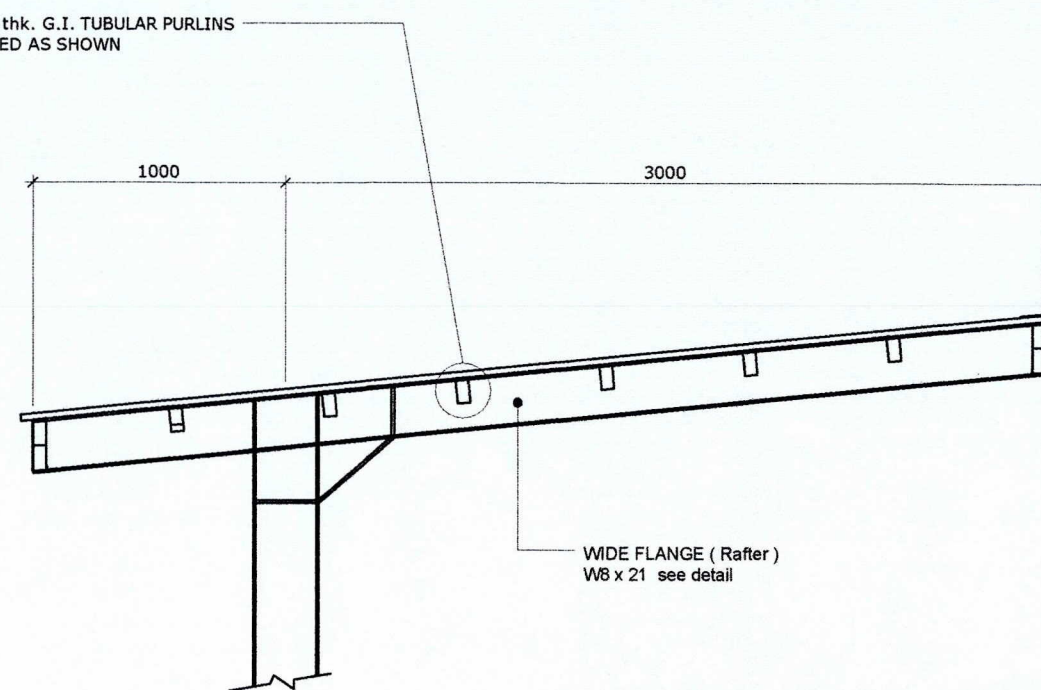 thk. G.I. TUBULAR PURLINS
ED AS SHOWN
1000
3000
WIDE FLANGE ( Rafter )
W8 x 21 see detail